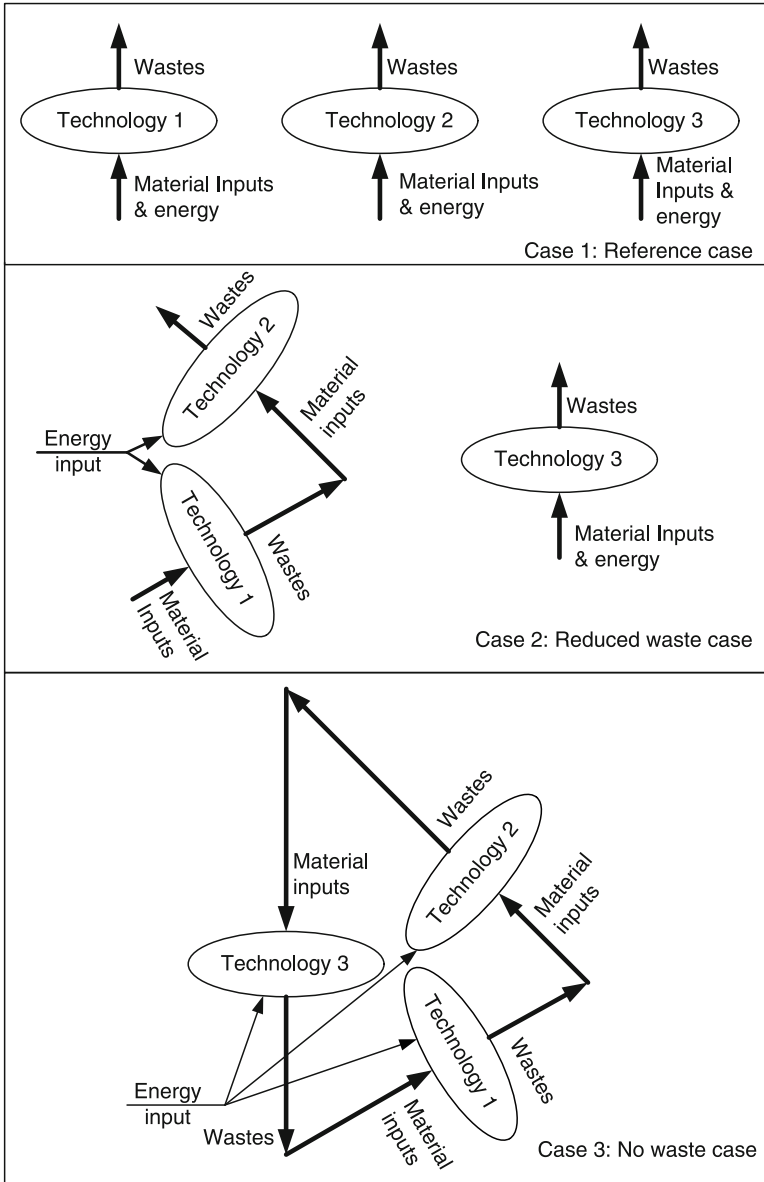 Wastes
Wastes
Wastes
Technology 1
Technology 2
Technology 3
Material Inputs
& energy
Material Inputs
& energy
Material
Inputs &
energy
Case 1: Reference case
Wastes
Technology 2
Material
inputs
Energy
input
Technology 1
Wastes
Material
Inputs
Wastes
Technology 3
Material Inputs
& energy
Case 2: Reduced waste case
Wastes
Technology 2
Material
inputs
Material
inputs
Technology 3
Technology 1
Wastes
Energy
input
Wastes
Material
inputs
Case 3: No waste case